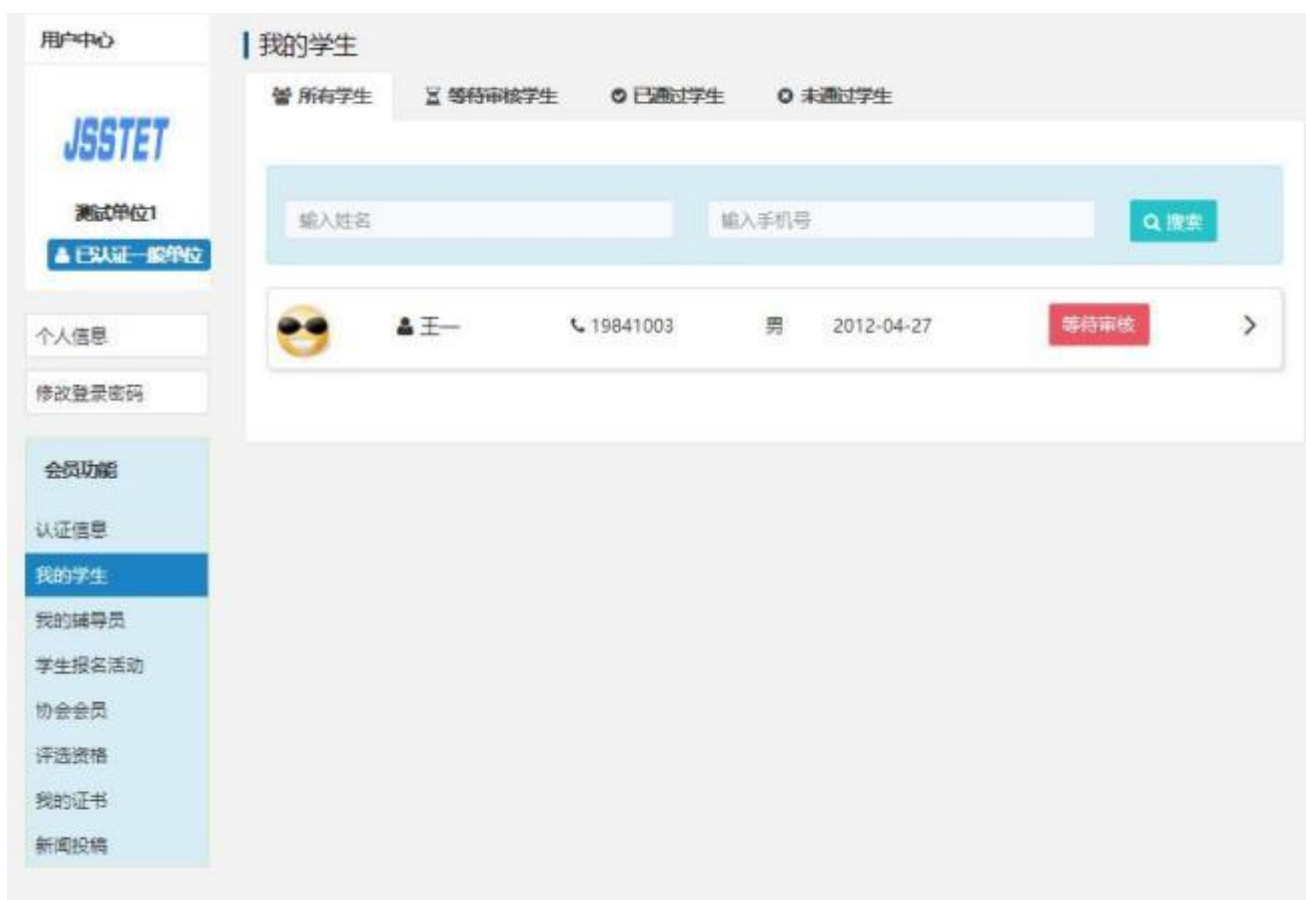 用户中心
我的学生
所有学生 等待审核学生 已通过学生 未通过学生
JSSTET
测试单位1
已认证一般单位
输入姓名 输入手机号 搜索
王一 19841003 男 2012-04-27 等待审核
个人信息
修改登录密码
会员功能
认证信息
我的学生
我的辅导员
学生报名活动
协会会员
评选资格
我的证书
新闻投稿